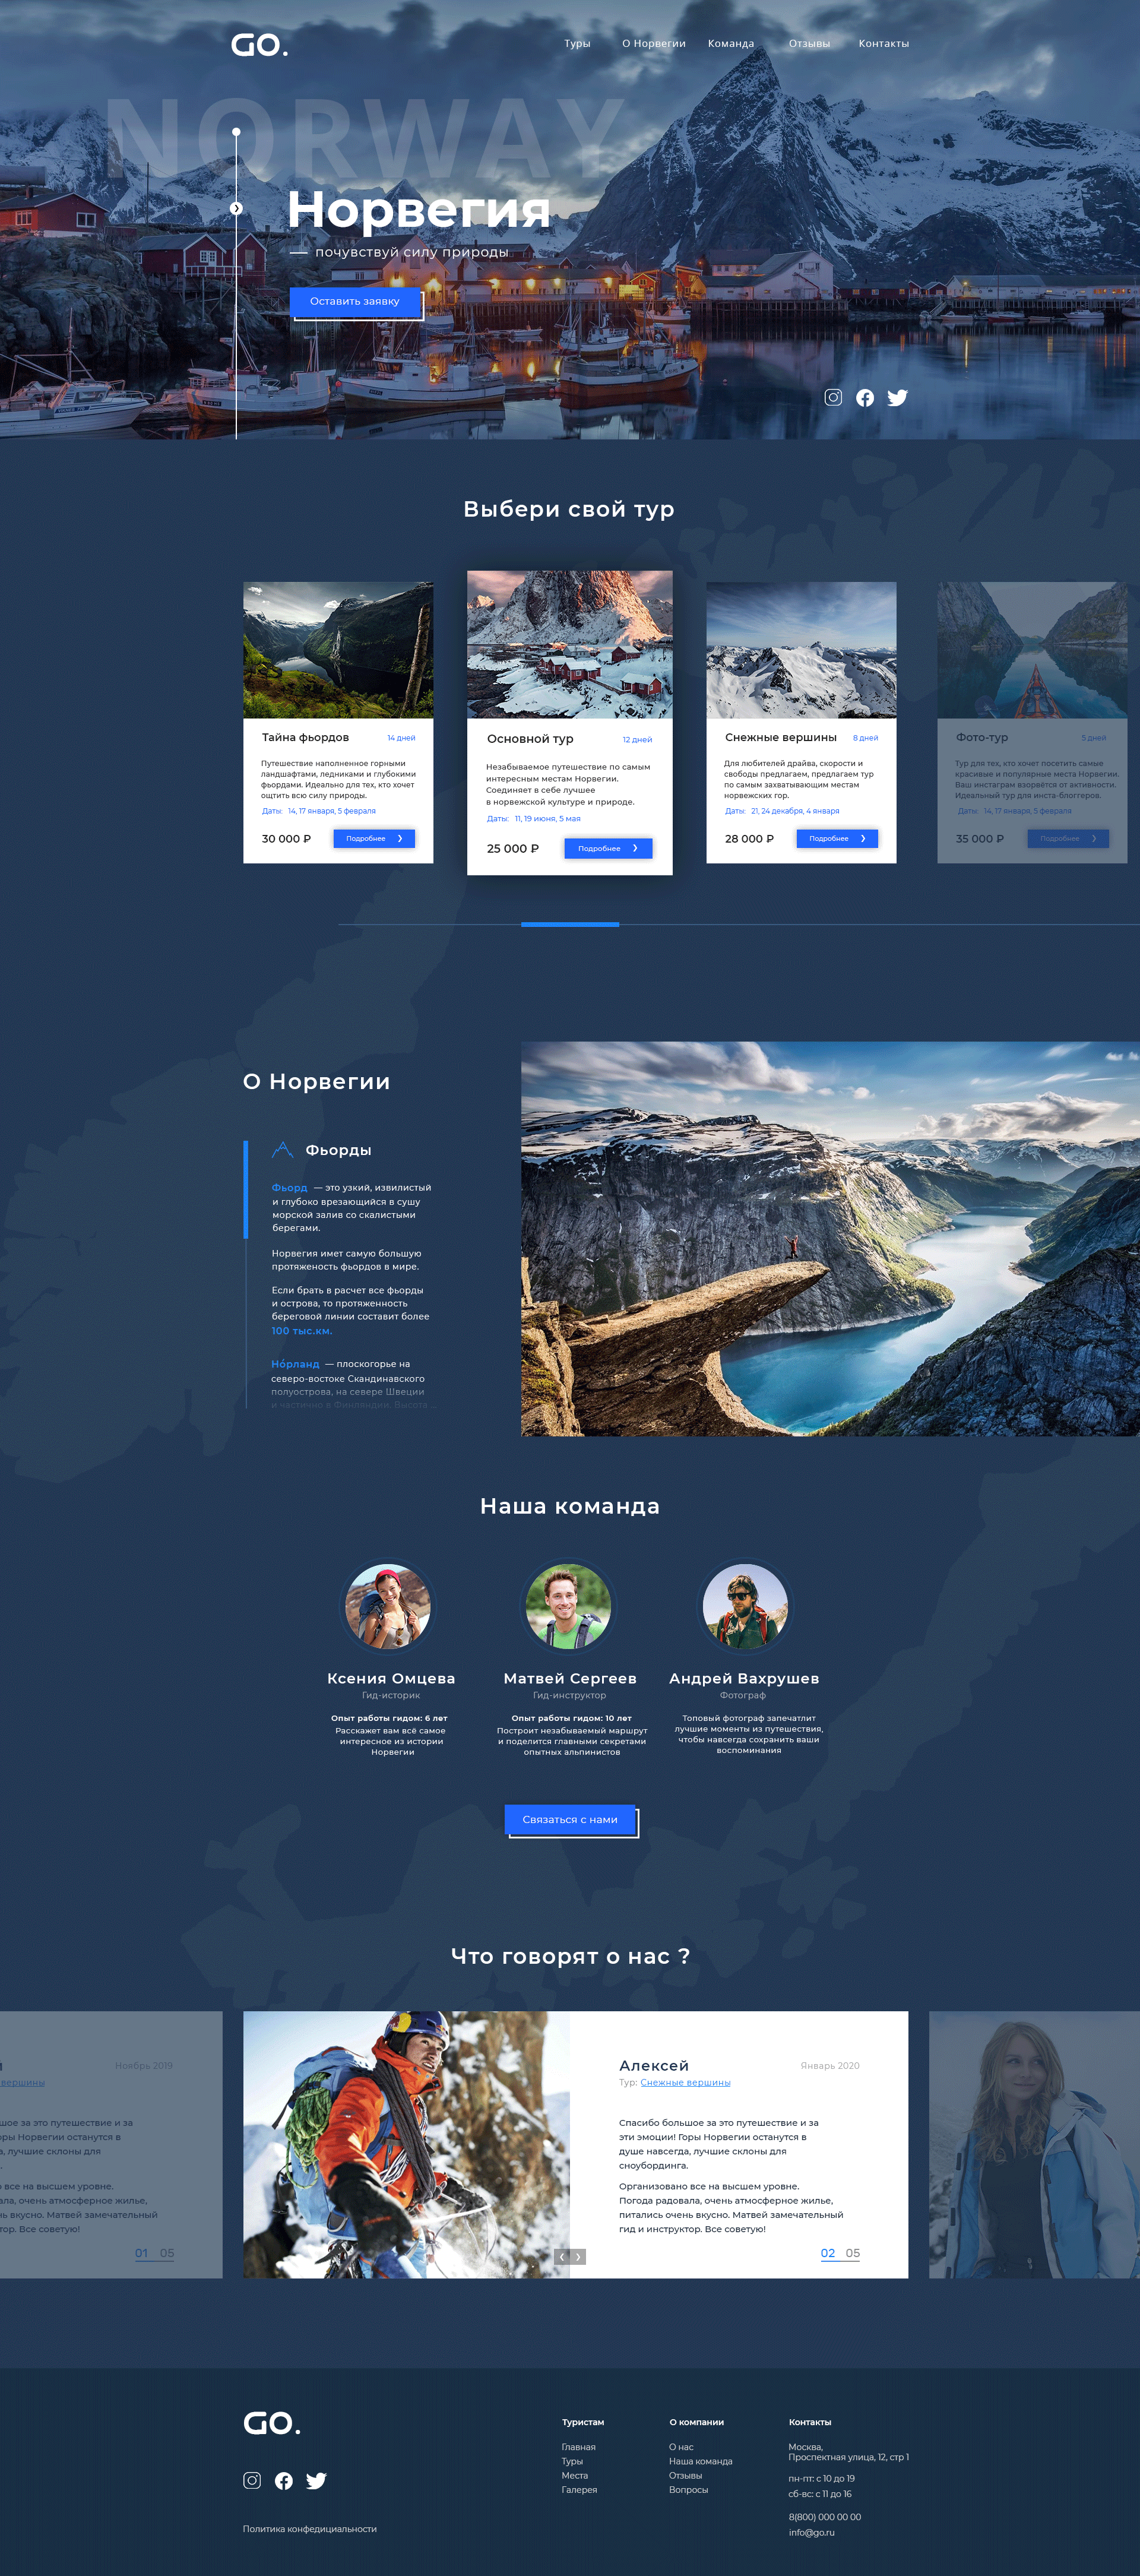 GO.
Туры О Норвегии Команда Отзывы Контакты
NORWAY
Норвегия
— почувствуй силу природы
Оставить заявку
Выбери свой тур
Тайна фьордов 14 дней
Путешествие наполненное горными
ландшафтами, ледниками и глубокими
фьордами. Идеально для тех, кто хочет
ощтить всю силу природы.
Даты: 14, 17 января, 5 февраля
30 000 ₽ Подробнее
Основной тур 12 дней
Незабываемое путешествие по самым
интересным местам Норвегии.
Соединяет в себе лучшее
в норвежской культуре и природе.
Даты: 11, 19 июня, 5 мая
25 000 ₽ Подробнее
Снежные вершины 8 дней
Для любителей драйва, скорости и
свободы предлагаем, предлагаем тур
по самым захватывающим местам
норвежских гор.
Даты: 21, 24 декабря, 4 января
28 000 ₽ Подробнее
Фото-тур 5 дней
Тур для тех, кто хочет посетить самые
красивые и популярные места Норвегии.
Ваш инстаграм взорвётся от активности.
Идеальный тур для инста-блоггеров.
Даты: 14, 17 января, 5 февраля
35 000 ₽ Подробнее
О Норвегии
Фьорды
Фьорд — это узкий, извилистый
и глубоко врезающийся в сушу
морской залив со скалистыми
берегами.
Норвегия имет самую большую
протяженость фьордов в мире.
Если брать в расчет все фьорды
и острова, то протяженность
береговой линии составит более
100 тыс.км.
Но́рланд — плоскогорье на
северо-востоке Скандинавского
полуострова, на севере Швеции
и частично в Финляндии. Высота ...
Наша команда
Ксения Омцева
Гид-историк
Опыт работы гидом: 6 лет
Расскажет вам всё самое
интересное из истории
Норвегии
Матвей Сергеев
Гид-инструктор
Опыт работы гидом: 10 лет
Построит незабываемый маршрут
и поделится главными секретами
опытных альпинистов
Андрей Вахрушев
Фотограф
Топовый фотограф запечатлит
лучшие моменты из путешествия,
чтобы навсегда сохранить ваши
воспоминания
Связаться с нами
Что говорят о нас ?
й Ноябрь 2019
вершины
шое за это путешествие и за
оры Норвегии останутся в
а, лучшие склоны для
.
о все на высшем уровне.
ала, очень атмосферное жилье,
нь вкусно. Матвей замечательный
ктор. Все советую!
01 05
Алексей Январь 2020
Тур: Снежные вершины
Спасибо большое за это путешествие и за
эти эмоции! Горы Норвегии останутся в
душе навсегда, лучшие склоны для
сноубординга.
Организовано все на высшем уровне.
Погода радовала, очень атмосферное жилье,
питались очень вкусно. Матвей замечательный
гид и инструктор. Все советую!
02 05
GO.
Политика конфедициальности
Туристам
Главная
Туры
Места
Галерея
О компании
О нас
Наша команда
Отзывы
Вопросы
Контакты
Москва,
Проспектная улица, 12, стр 1
пн-пт: с 10 до 19
сб-вс: с 11 до 16
8(800) 000 00 00
info@go.ru